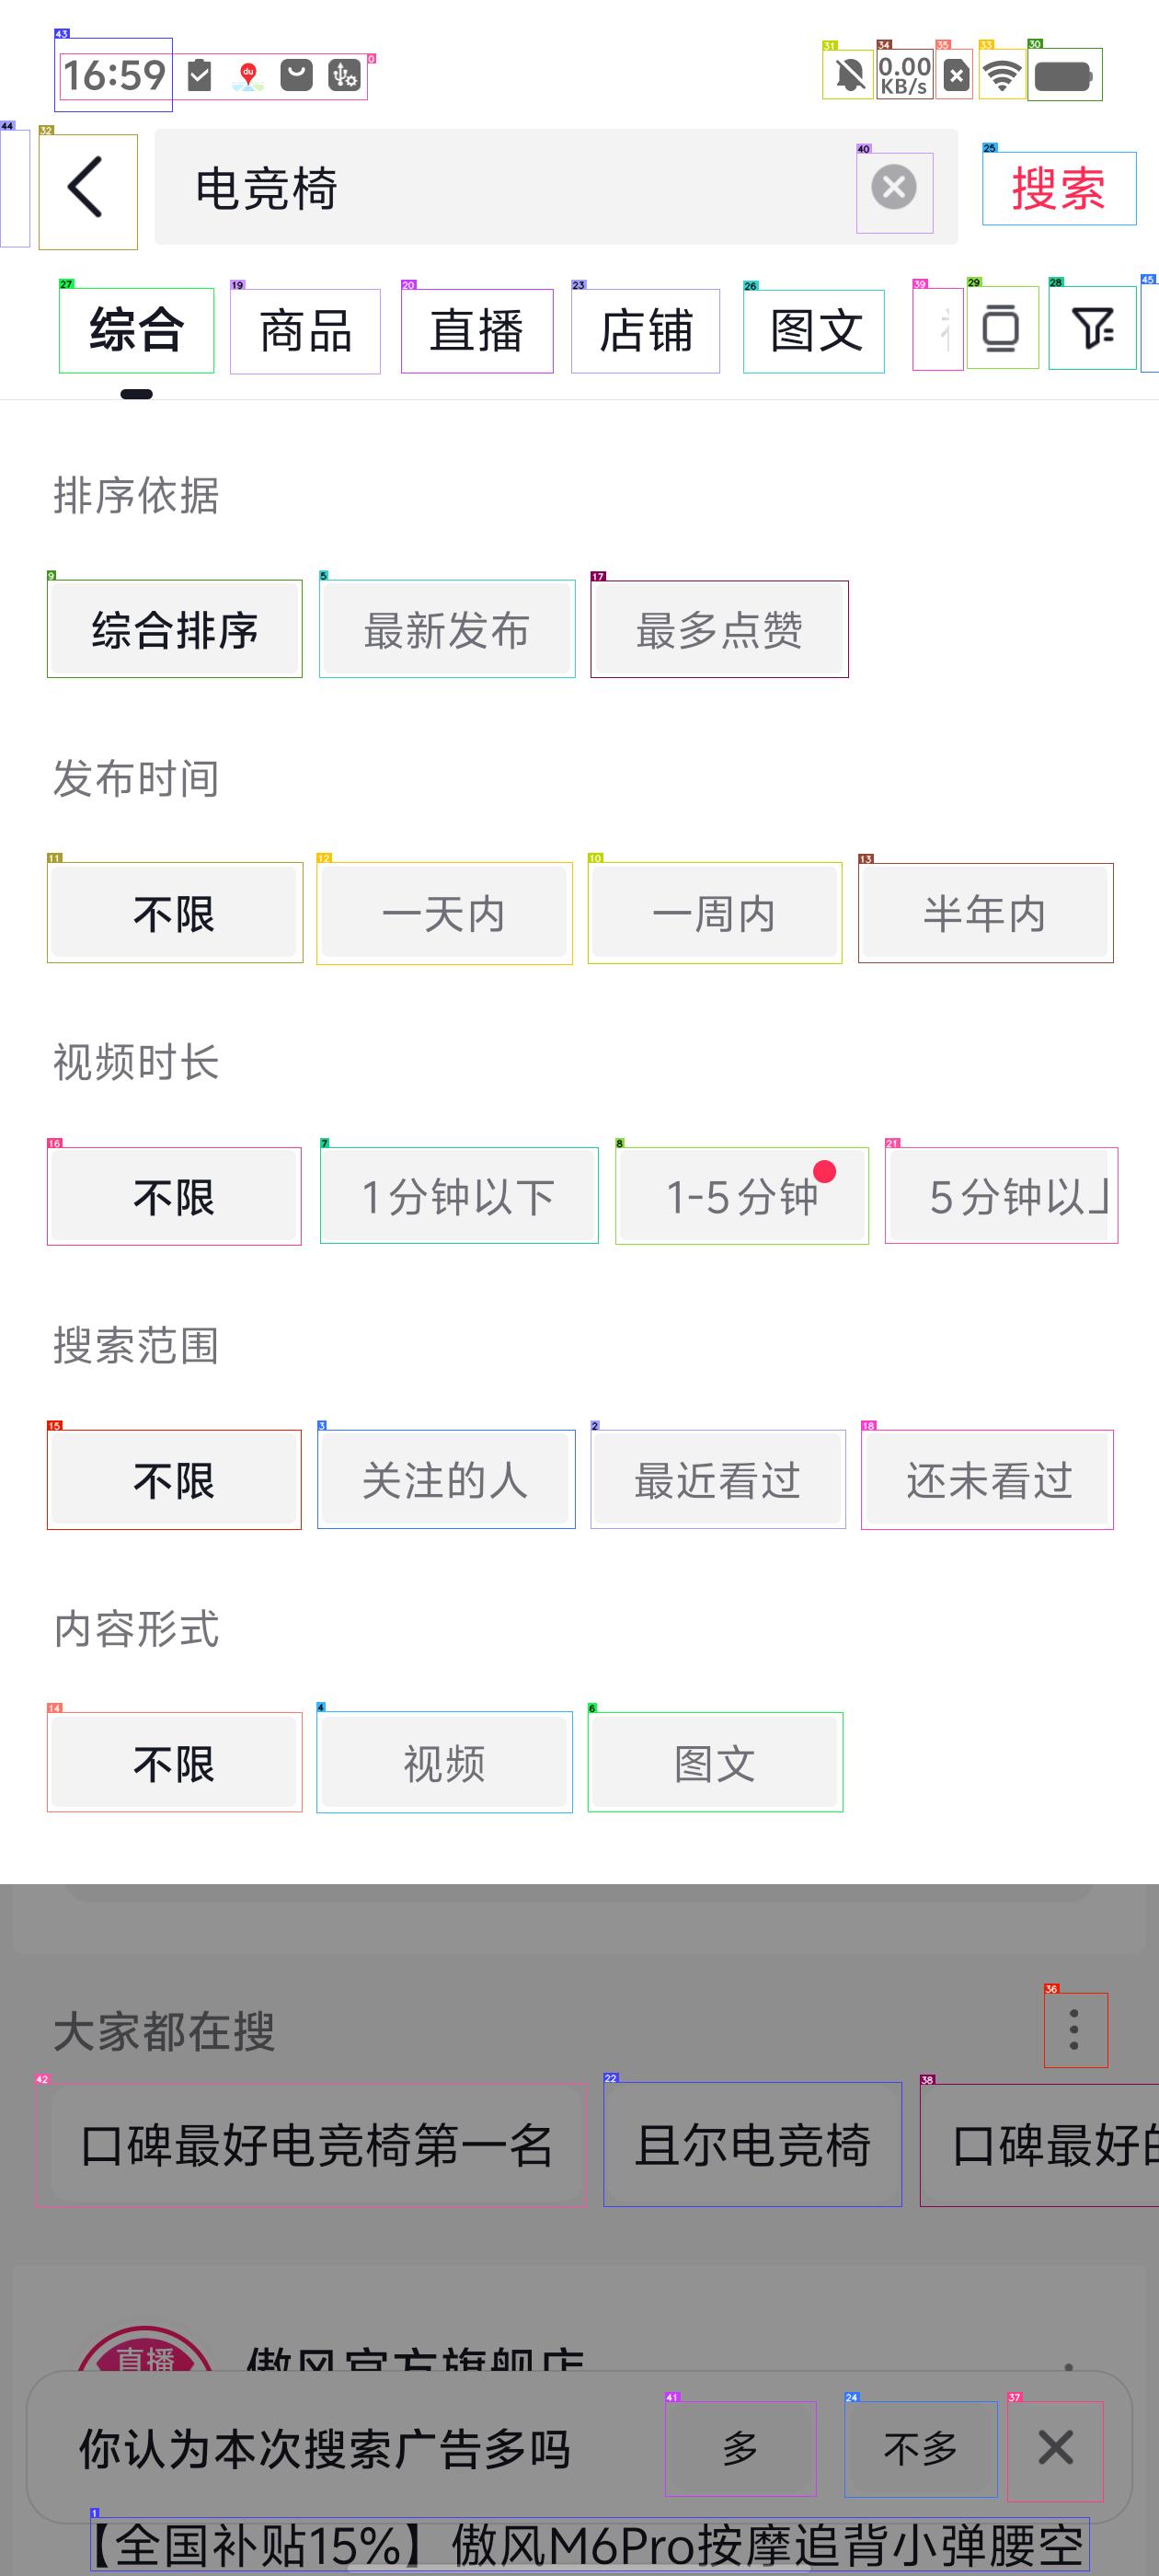 16:59 0.00 KB/s
电竞椅 搜索
综合 商品 直播 店铺 图文
排序依据
综合排序 最新发布 最多点赞
发布时间
不限 一天内 一周内 半年内
视频时长
不限 1分钟以下 1-5分钟 5分钟以上
搜索范围
不限 关注的人 最近看过 还未看过
内容形式
不限 视频 图文
大家都在搜
口碑最好电竞椅第一名 且尔电竞椅 口碑最好的
直播 傲风官方旗舰店
你认为本次搜索广告多吗 多 不多
【全国补贴15%】傲风M6Pro按摩追背小弹腰空